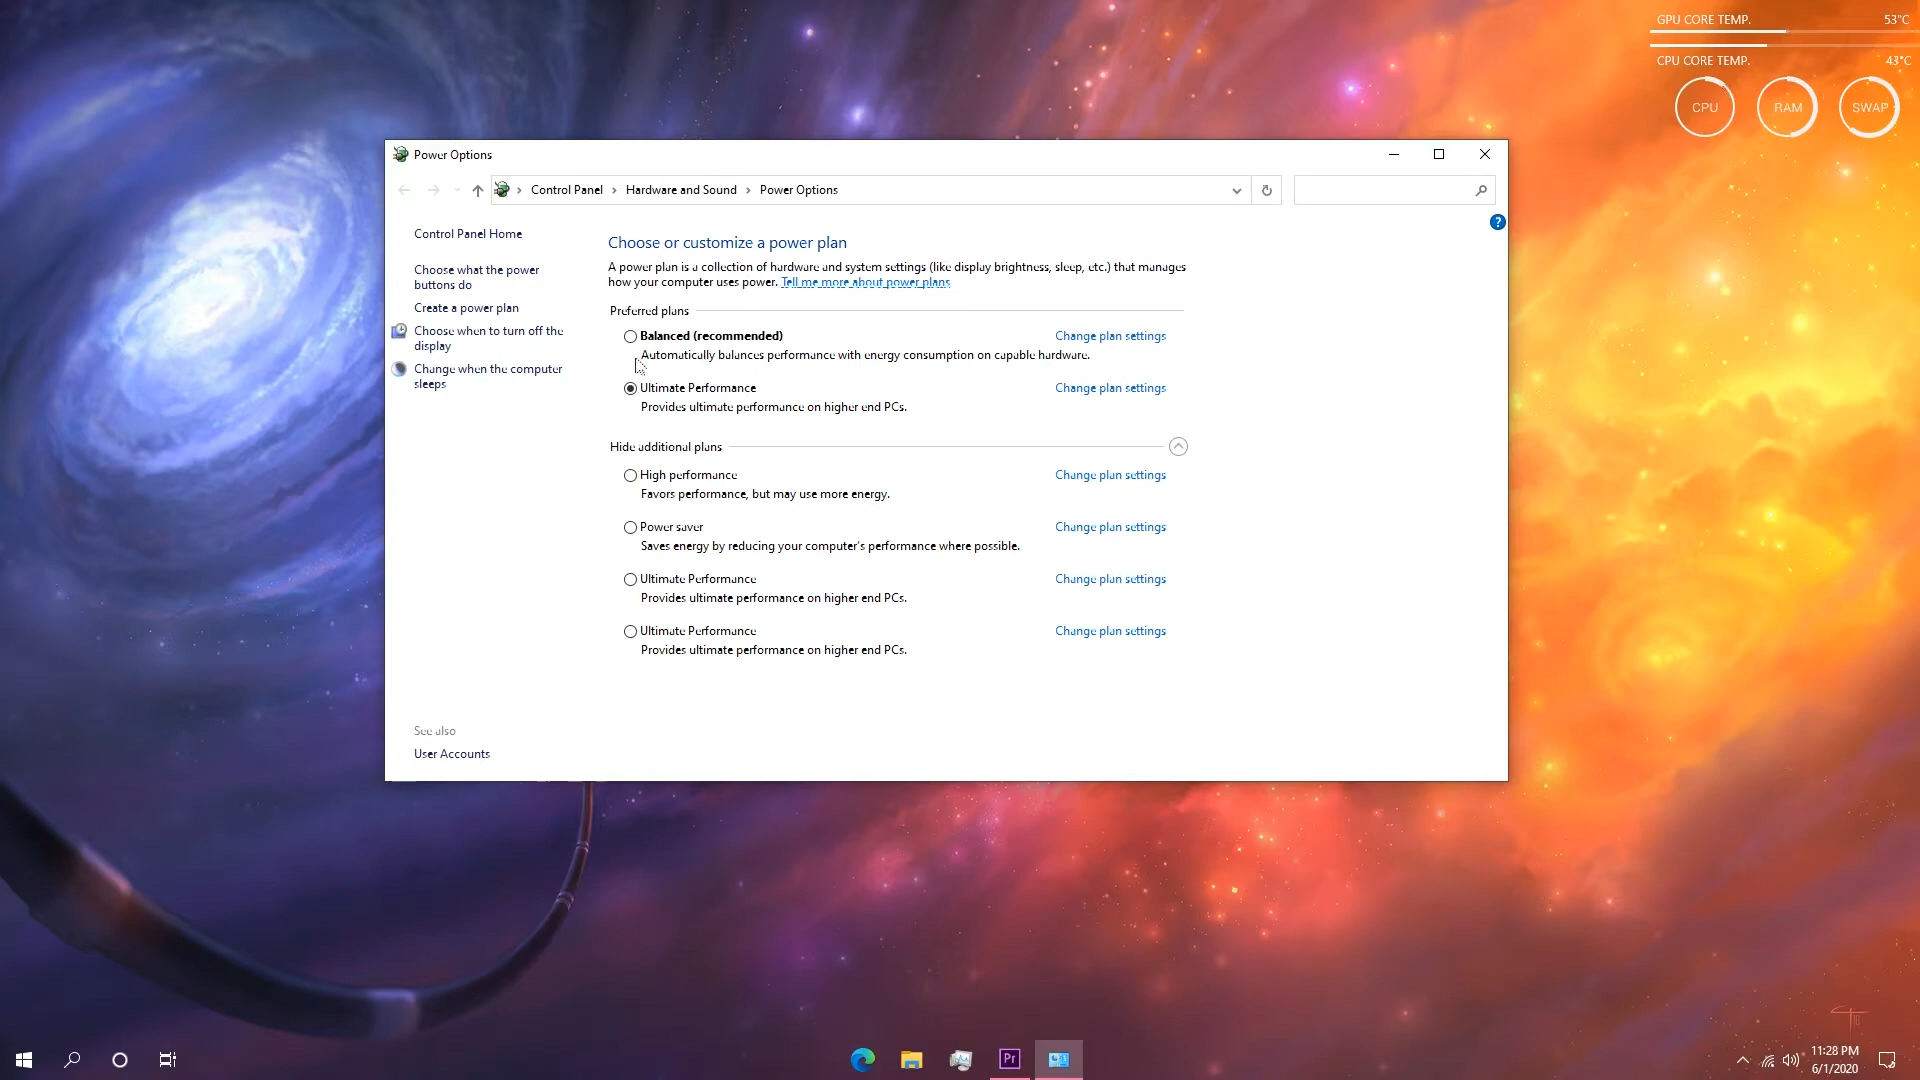 GPU CORE TEMP. 53°C
CPU CORE TEMP. 43°C
CPU RAM SWAP
Power Options
Control Panel Hardware and Sound Power Options
Control Panel Home
Choose what the power
buttons do
Create a power plan
Choose when to turn off the
display
Change when the computer
sleeps
Choose or customize a power plan
A power plan is a collection of hardware and system settings (like display brightness, sleep, etc.) that manages
how your computer uses power. Tell me more about power plans
Preferred plans
Balanced (recommended) Change plan settings
Automatically balances performance with energy consumption on capable hardware.
Ultimate Performance Change plan settings
Provides ultimate performance on higher end PCs.
Hide additional plans
High performance Change plan settings
Favors performance, but may use more energy.
Power saver Change plan settings
Saves energy by reducing your computer's performance where possible.
Ultimate Performance Change plan settings
Provides ultimate performance on higher end PCs.
Ultimate Performance Change plan settings
Provides ultimate performance on higher end PCs.
See also
User Accounts
Pr
11:28 PM
6/1/2020